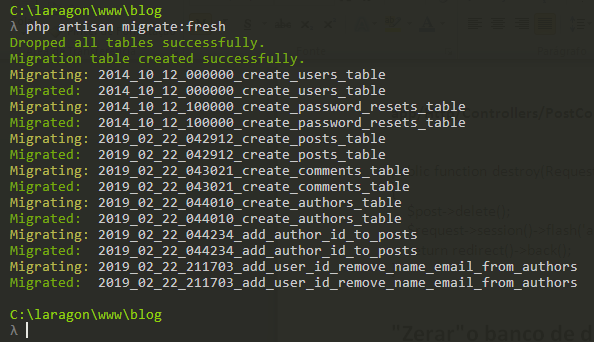 C:\laragon\www\blog
λ php artisan migrate:fresh
Dropped all tables successfully.
Migration table created successfully.
Migrating: 2014_10_12_000000_create_users_table
Migrated:  2014_10_12_000000_create_users_table
Migrating: 2014_10_12_100000_create_password_resets_table
Migrated:  2014_10_12_100000_create_password_resets_table
Migrating: 2019_02_22_042912_create_posts_table
Migrated:  2019_02_22_042912_create_posts_table
Migrating: 2019_02_22_043021_create_comments_table
Migrated:  2019_02_22_043021_create_comments_table
Migrating: 2019_02_22_044010_create_authors_table
Migrated:  2019_02_22_044010_create_authors_table
Migrating: 2019_02_22_044234_add_author_id_to_posts
Migrated:  2019_02_22_044234_add_author_id_to_posts
Migrating: 2019_02_22_211703_add_user_id_remove_name_email_from_authors
Migrated:  2019_02_22_211703_add_user_id_remove_name_email_from_authors
C:\laragon\www\blog
λ
"Zerar"o banco de